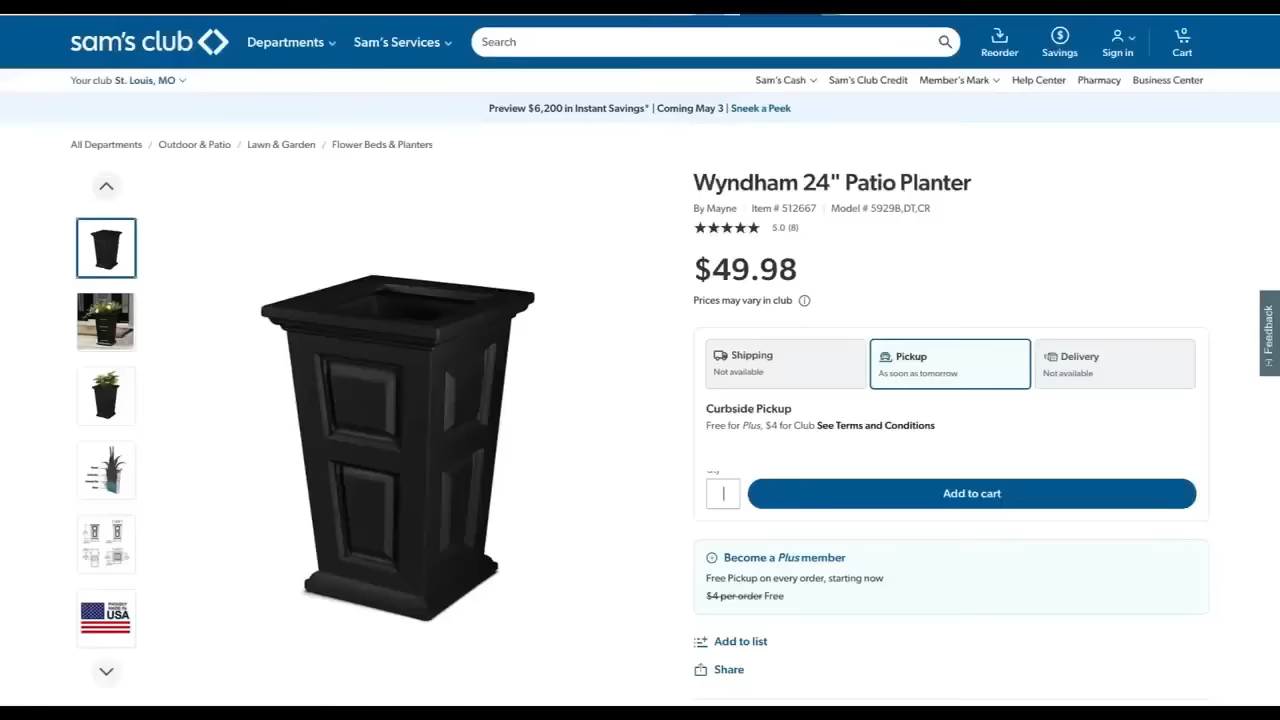 sam's club
Departments
Sam's Services
Search
Reorder
$
Savings
Sign in
0
Cart
Your club St. Louis, MO
Sam's Cash
Sam's Club Credit
Member's Mark
Help Center
Pharmacy
Business Center
Preview $6,200 in Instant Savings* | Coming May 3 | Sneek a Peek
All Departments / Outdoor & Patio / Lawn & Garden / Flower Beds & Planters
Wyndham 24" Patio Planter
By Mayne | Item # 512667 | Model # 5929B,DT,CR
5.0 (8)
$49.98
Prices may vary in club
Shipping
Not available
Pickup
As soon as tomorrow
Delivery
Not available
Curbside Pickup
Free for Plus, $4 for Club See Terms and Conditions
Add to cart
Become a Plus member
Free Pickup on every order, starting now
$4 per order Free
Add to list
Share
Feedback
PROUDLY
MADE IN
USA